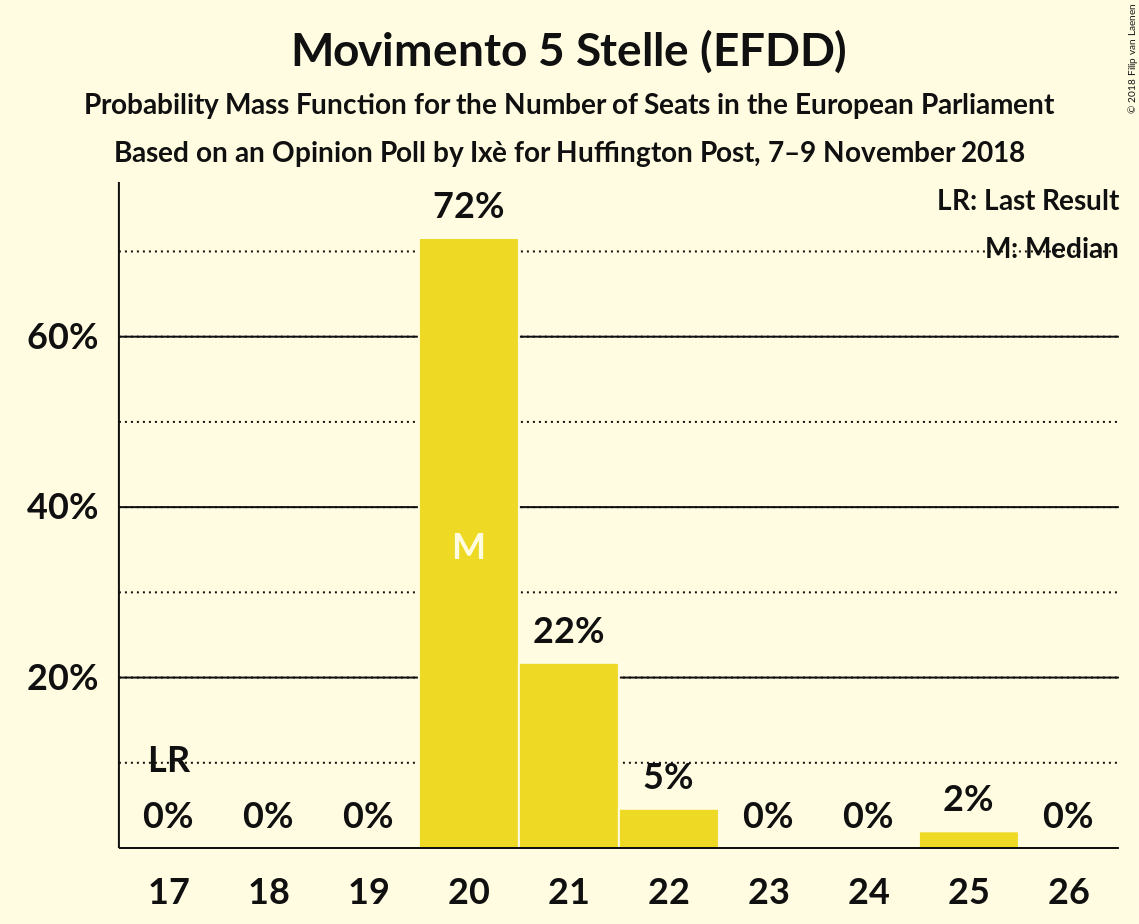 Movimento 5 Stelle (EFDD)
Probability Mass Function for the Number of Seats in the European Parliament
Based on an Opinion Poll by Ixè for Huffington Post, 7–9 November 2018
© 2018 Filip van Laenen
LR: Last Result
M: Median
72%
60%
40%
M
22%
20%
LR
5%
2%
0% 0% 0% 0% 0% 0%
17 18 19 20 21 22 23 24 25 26